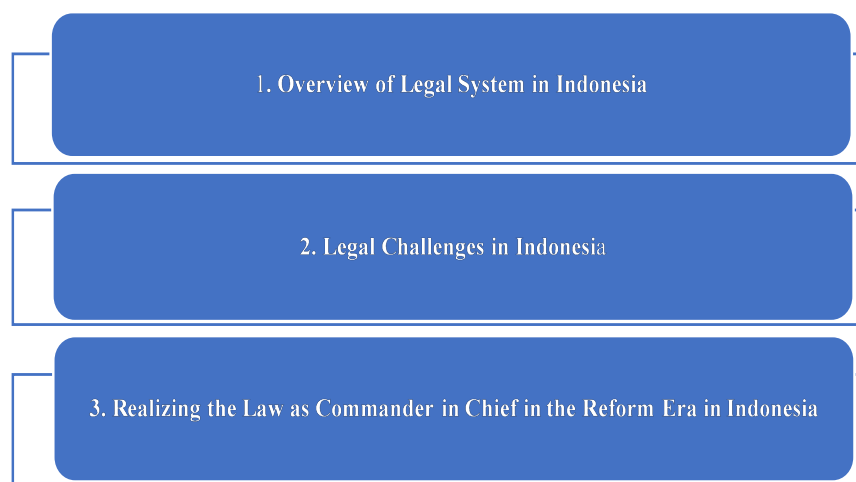 1. Overview of Legal System in Indonesia
2. Legal Challenges in Indonesia
3. Realizing the Law as Commander in Chief in the Reform Era in Indonesia